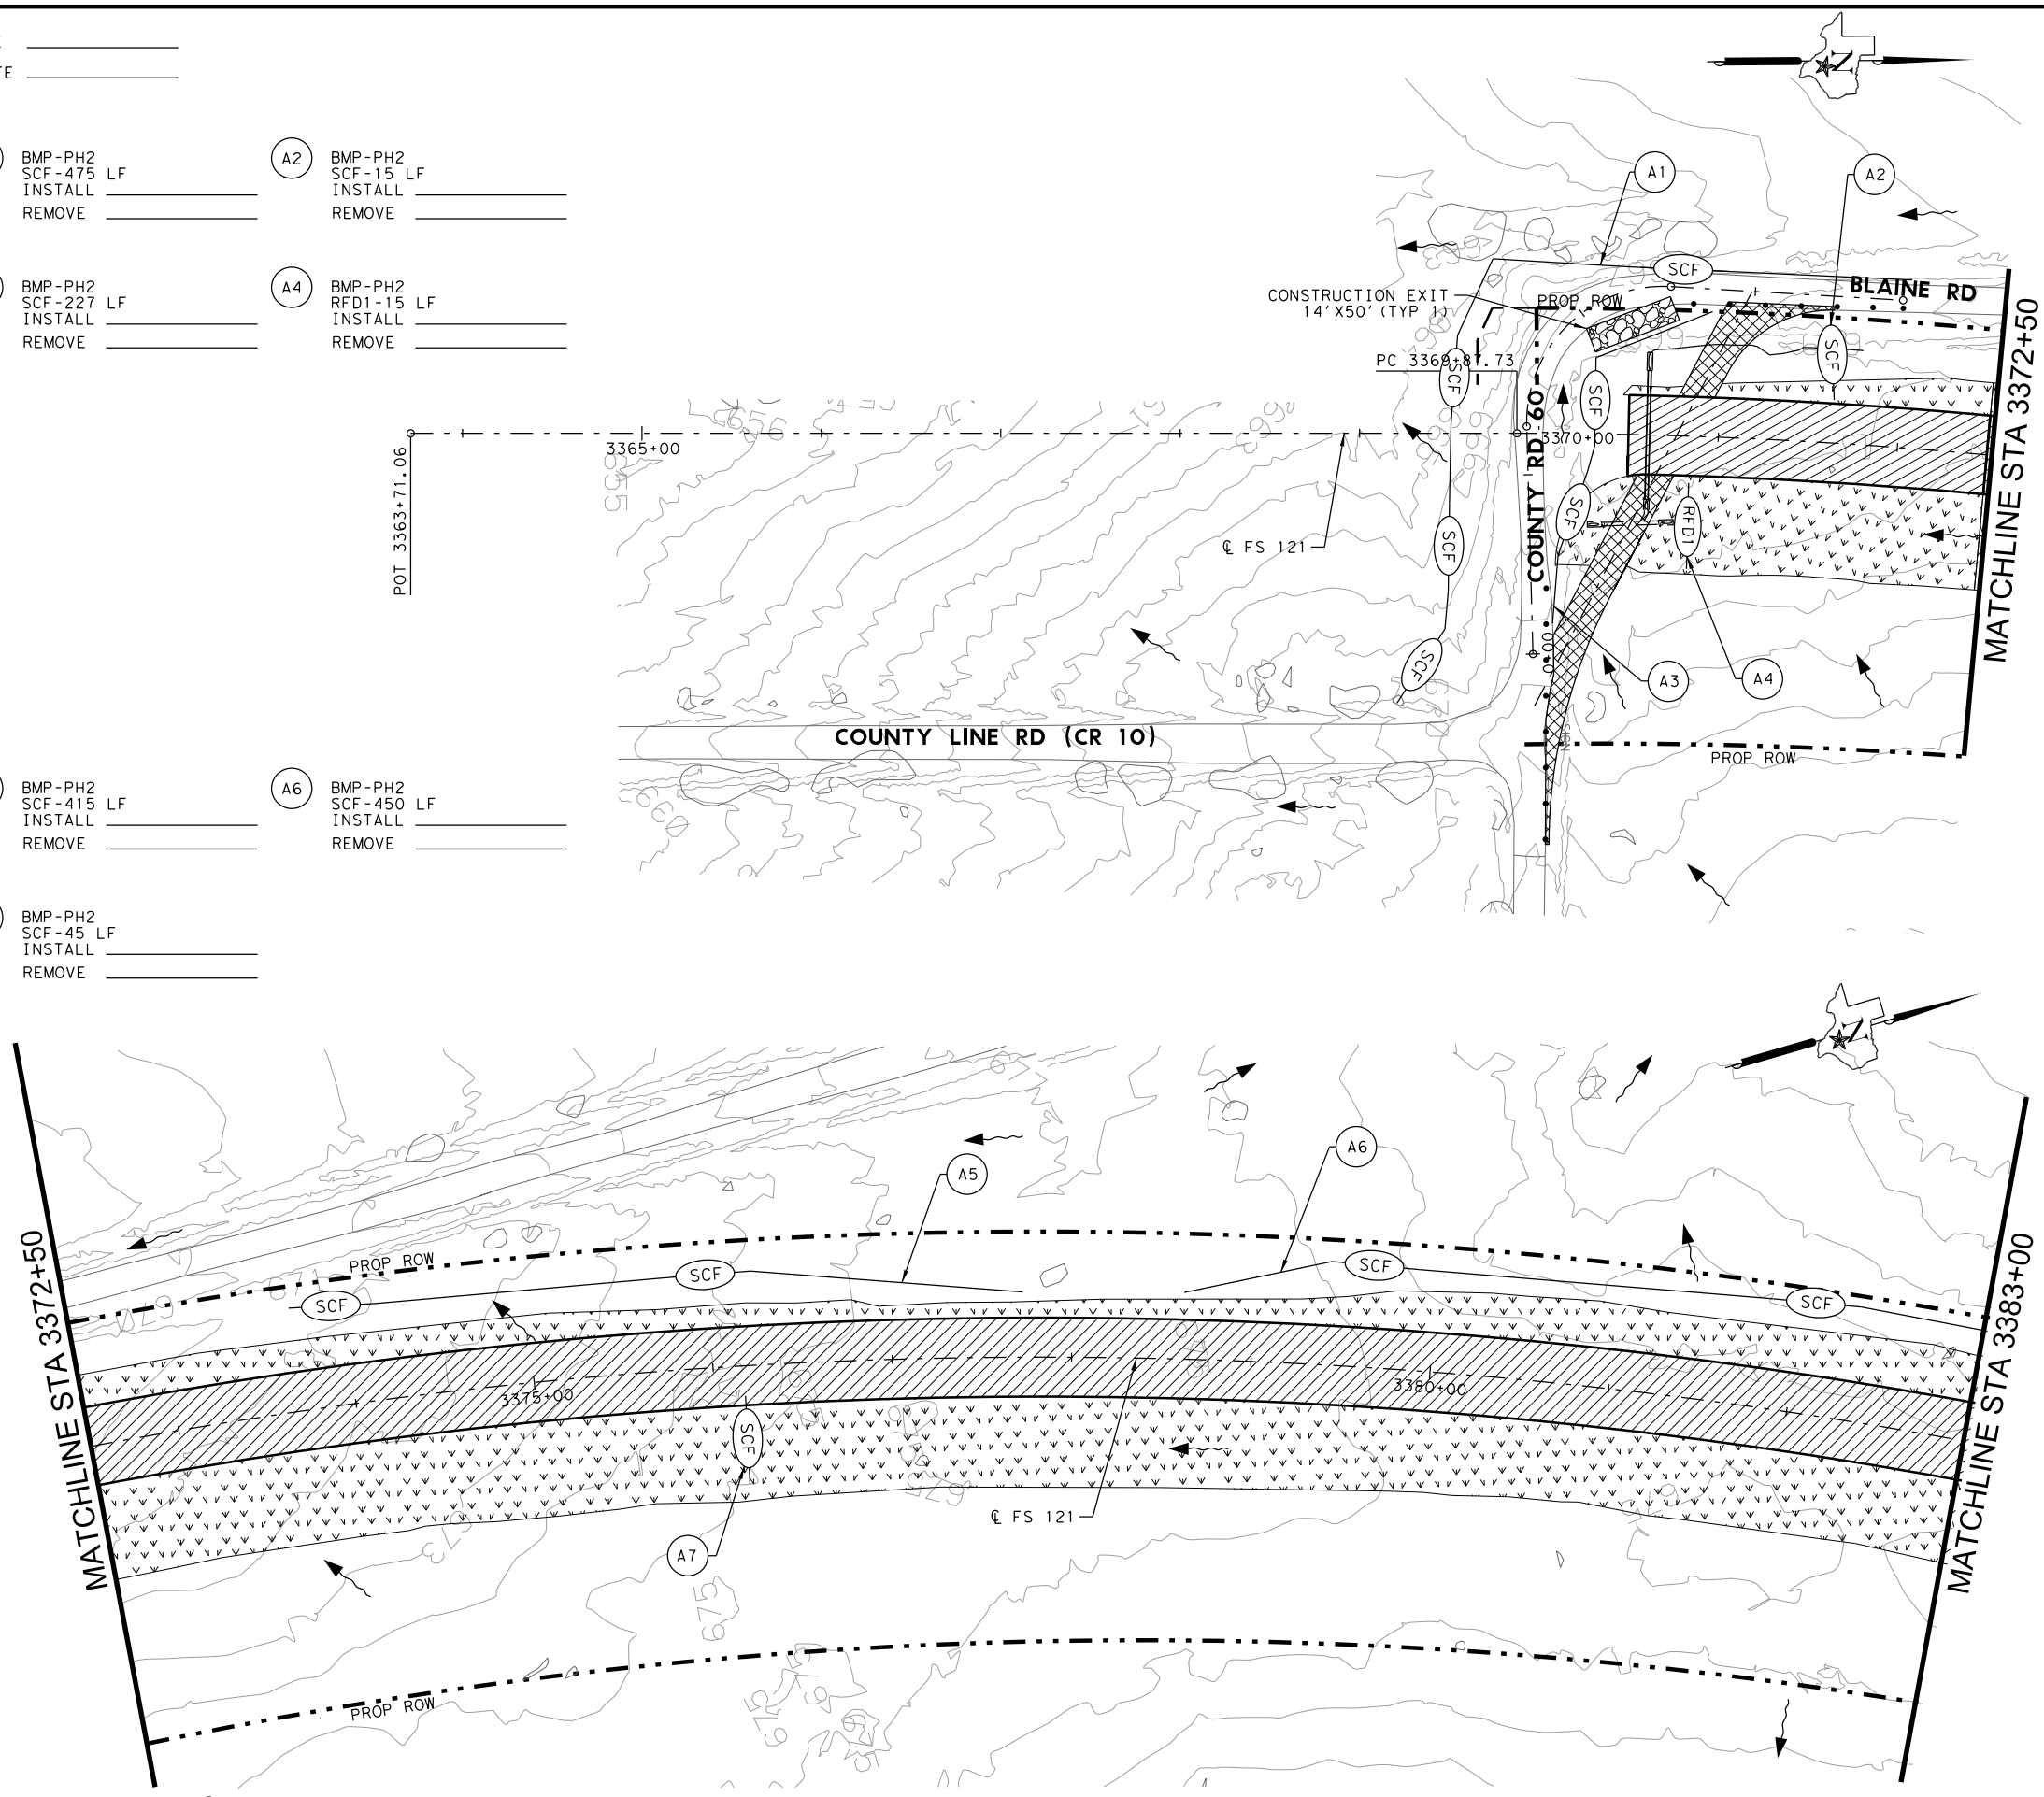 TE
BMP-PH2
SCF-475 LF
INSTALL
REMOVE
A2
BMP-PH2
SCF-15 LF
INSTALL
REMOVE
BMP-PH2
SCF-227 LF
INSTALL
REMOVE
A4
BMP-PH2
RFD1-15 LF
INSTALL
REMOVE
BMP-PH2
SCF-415 LF
INSTALL
REMOVE
A6
BMP-PH2
SCF-450 LF
INSTALL
REMOVE
BMP-PH2
SCF-45 LF
INSTALL
REMOVE
N
A1
A2
SCF
BLAINE RD
CONSTRUCTION EXIT
14'X50' (TYP 1)
PROP ROW
PC 3369+87.73
SCF
SCF
SCF
3365+00
3370+00
POT 3363+71.06
COUNTY RD 60
MATCHLINE STA 3372+50
℄ FS 121
SCF
SCF
RFD1
SCF
A3
A4
COUNTY LINE RD (CR 10)
PROP ROW
N
A5
A6
PROP ROW
SCF
SCF
SCF
SCF
MATCHLINE STA 3372+50
MATCHLINE STA 3383+00
3375+00
3380+00
SCF
℄ FS 121
A7
673
675
PROP ROW